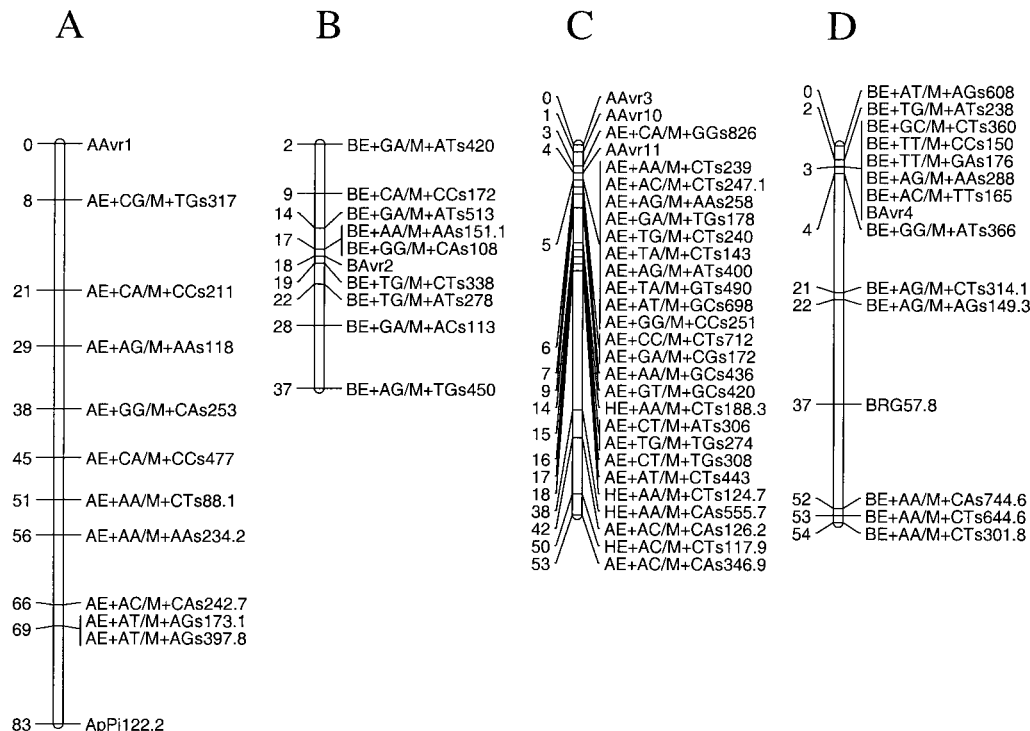 A
B
C
D
0 AAvr1
8 AE+CG/M+TGs317
21 AE+CA/M+CCs211
29 AE+AG/M+AAs118
38 AE+GG/M+CAs253
45 AE+CA/M+CCs477
51 AE+AA/M+CTs88.1
56 AE+AA/M+AAs234.2
66 AE+AC/M+CAs242.7
69 AE+AT/M+AGs173.1
AE+AT/M+AGs397.8
83 ApPi122.2
2 BE+GA/M+ATs420
9 BE+CA/M+CCs172
14 BE+GA/M+ATs513
17 BE+AA/M+AAs151.1
BE+GG/M+CAs108
18 BAvr2
19 BE+TG/M+CTs338
22 BE+TG/M+ATs278
28 BE+GA/M+ACs113
37 BE+AG/M+TGs450
0 AAvr3
1 AAvr10
3 AE+CA/M+GGs826
4 AAvr11
AE+AA/M+CTs239
AE+AC/M+CTs247.1
AE+AG/M+AAs258
AE+GA/M+TGs178
5 AE+TG/M+CTs240
AE+TA/M+CTs143
AE+AG/M+ATs400
AE+TA/M+GTs490
AE+AT/M+GCs698
AE+GG/M+CCs251
6 AE+CC/M+CTs712
AE+GA/M+CGs172
7 AE+AA/M+GCs436
9 AE+GT/M+GCs420
14 HE+AA/M+CTs188.3
15 AE+CT/M+ATs306
AE+TG/M+TGs274
16 AE+CT/M+TGs308
17 AE+AT/M+CTs443
18 HE+AA/M+CTs124.7
38 HE+AA/M+CAs555.7
42 AE+AC/M+CAs126.2
50 HE+AC/M+CTs117.9
53 AE+AC/M+CAs346.9
0 BE+AT/M+AGs608
2 BE+TG/M+ATs238
BE+GC/M+CTs360
BE+TT/M+CCs150
3 BE+TT/M+GAs176
BE+AG/M+AAs288
BE+AC/M+TTs165
BAvr4
4 BE+GG/M+ATs366
21 BE+AG/M+CTs314.1
22 BE+AG/M+AGs149.3
37 BRG57.8
52 BE+AA/M+CAs744.6
53 BE+AA/M+CTs644.6
54 BE+AA/M+CTs301.8